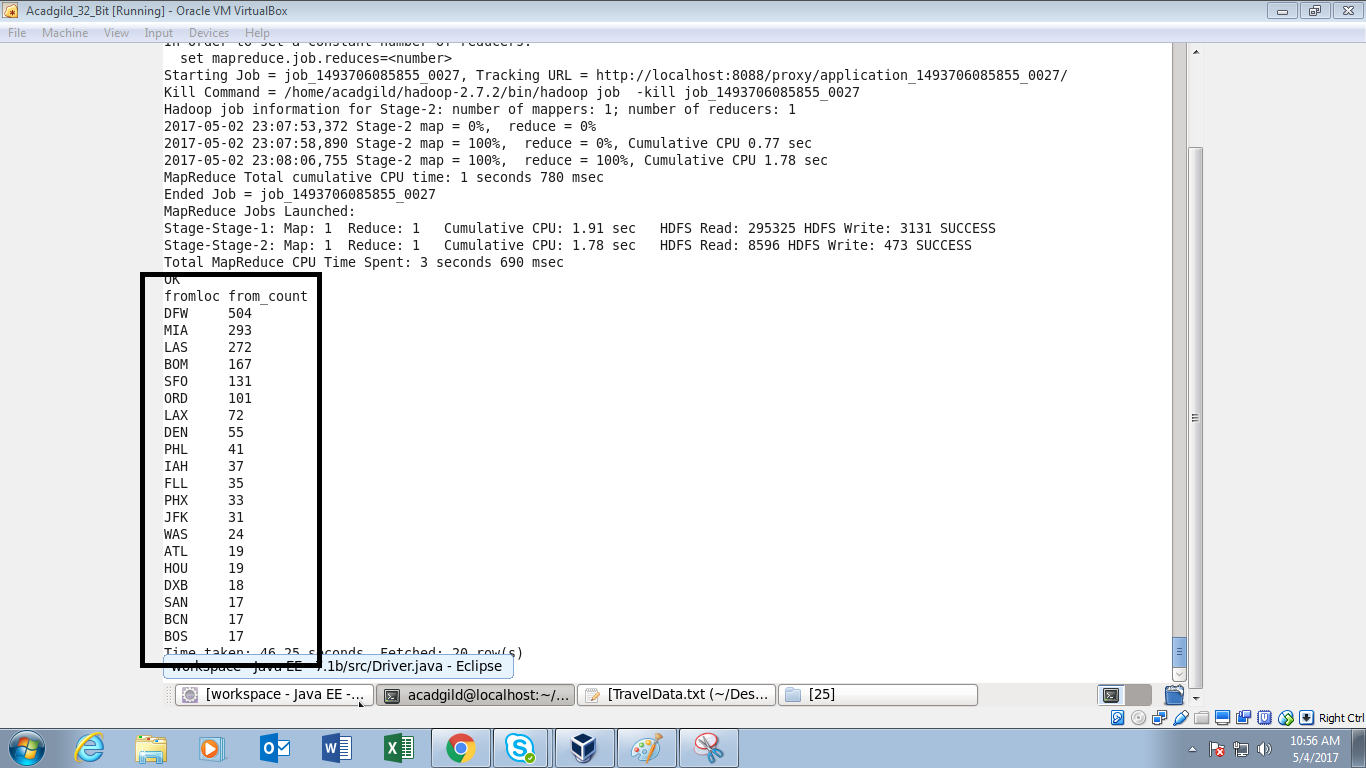 Acadgild_32_Bit [Running] - Oracle VM VirtualBox
File Machine View Input Devices Help
In order to set a constant number of reducers:
set mapreduce.job.reduces=<number>
Starting Job = job_1493706085855_0027, Tracking URL = http://localhost:8088/proxy/application_1493706085855_0027/
Kill Command = /home/acadgild/hadoop-2.7.2/bin/hadoop job  -kill job_1493706085855_0027
Hadoop job information for Stage-2: number of mappers: 1; number of reducers: 1
2017-05-02 23:07:53,372 Stage-2 map = 0%,  reduce = 0%
2017-05-02 23:07:58,890 Stage-2 map = 100%,  reduce = 0%, Cumulative CPU 0.77 sec
2017-05-02 23:08:06,755 Stage-2 map = 100%,  reduce = 100%, Cumulative CPU 1.78 sec
MapReduce Total cumulative CPU time: 1 seconds 780 msec
Ended Job = job_1493706085855_0027
MapReduce Jobs Launched:
Stage-Stage-1: Map: 1  Reduce: 1   Cumulative CPU: 1.91 sec   HDFS Read: 295325 HDFS Write: 3131 SUCCESS
Stage-Stage-2: Map: 1  Reduce: 1   Cumulative CPU: 1.78 sec   HDFS Read: 8596 HDFS Write: 473 SUCCESS
Total MapReduce CPU Time Spent: 3 seconds 690 msec
OK
fromloc from_count
DFW 504
MIA 293
LAS 272
BOM 167
SFO 131
ORD 101
LAX 72
DEN 55
PHL 41
IAH 37
FLL 35
PHX 33
JFK 31
WAS 24
ATL 19
HOU 19
DXB 18
SAN 17
BCN 17
BOS 17
Time taken: 46.25 seconds, Fetched: 20 row(s)
workspace - Java EE - 7.1b/src/Driver.java - Eclipse
[workspace - Java EE -... acadgild@localhost:~/... [TravelData.txt (~/Des... [25]
Right Ctrl
10:56 AM
5/4/2017